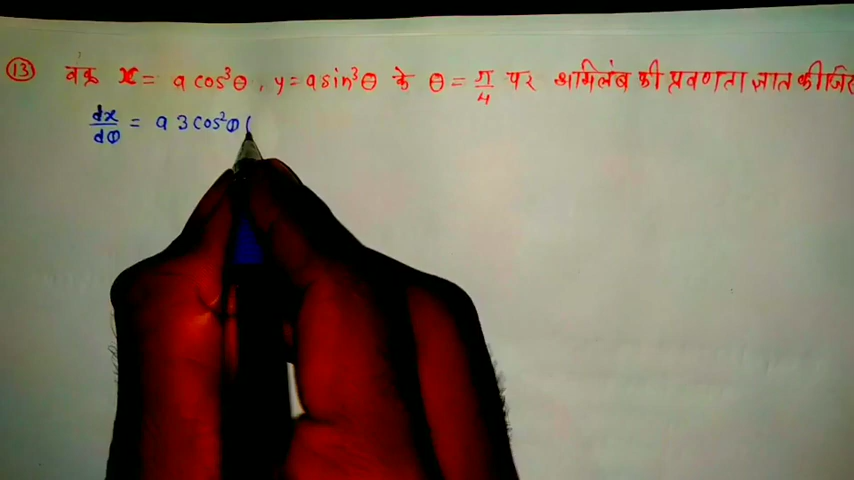 (13) वक्र x = a cos³θ , y = a sin³θ के θ = π/4 पर अभिलंब की प्रवणता ज्ञात कीजिए
dx/dθ = a 3 cos²θ (